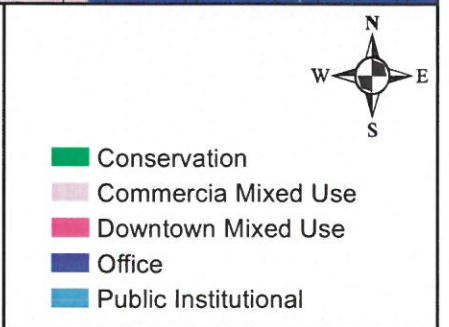 N
W E
S
Conservation
Commercia Mixed Use
Downtown Mixed Use
Office
Public Institutional